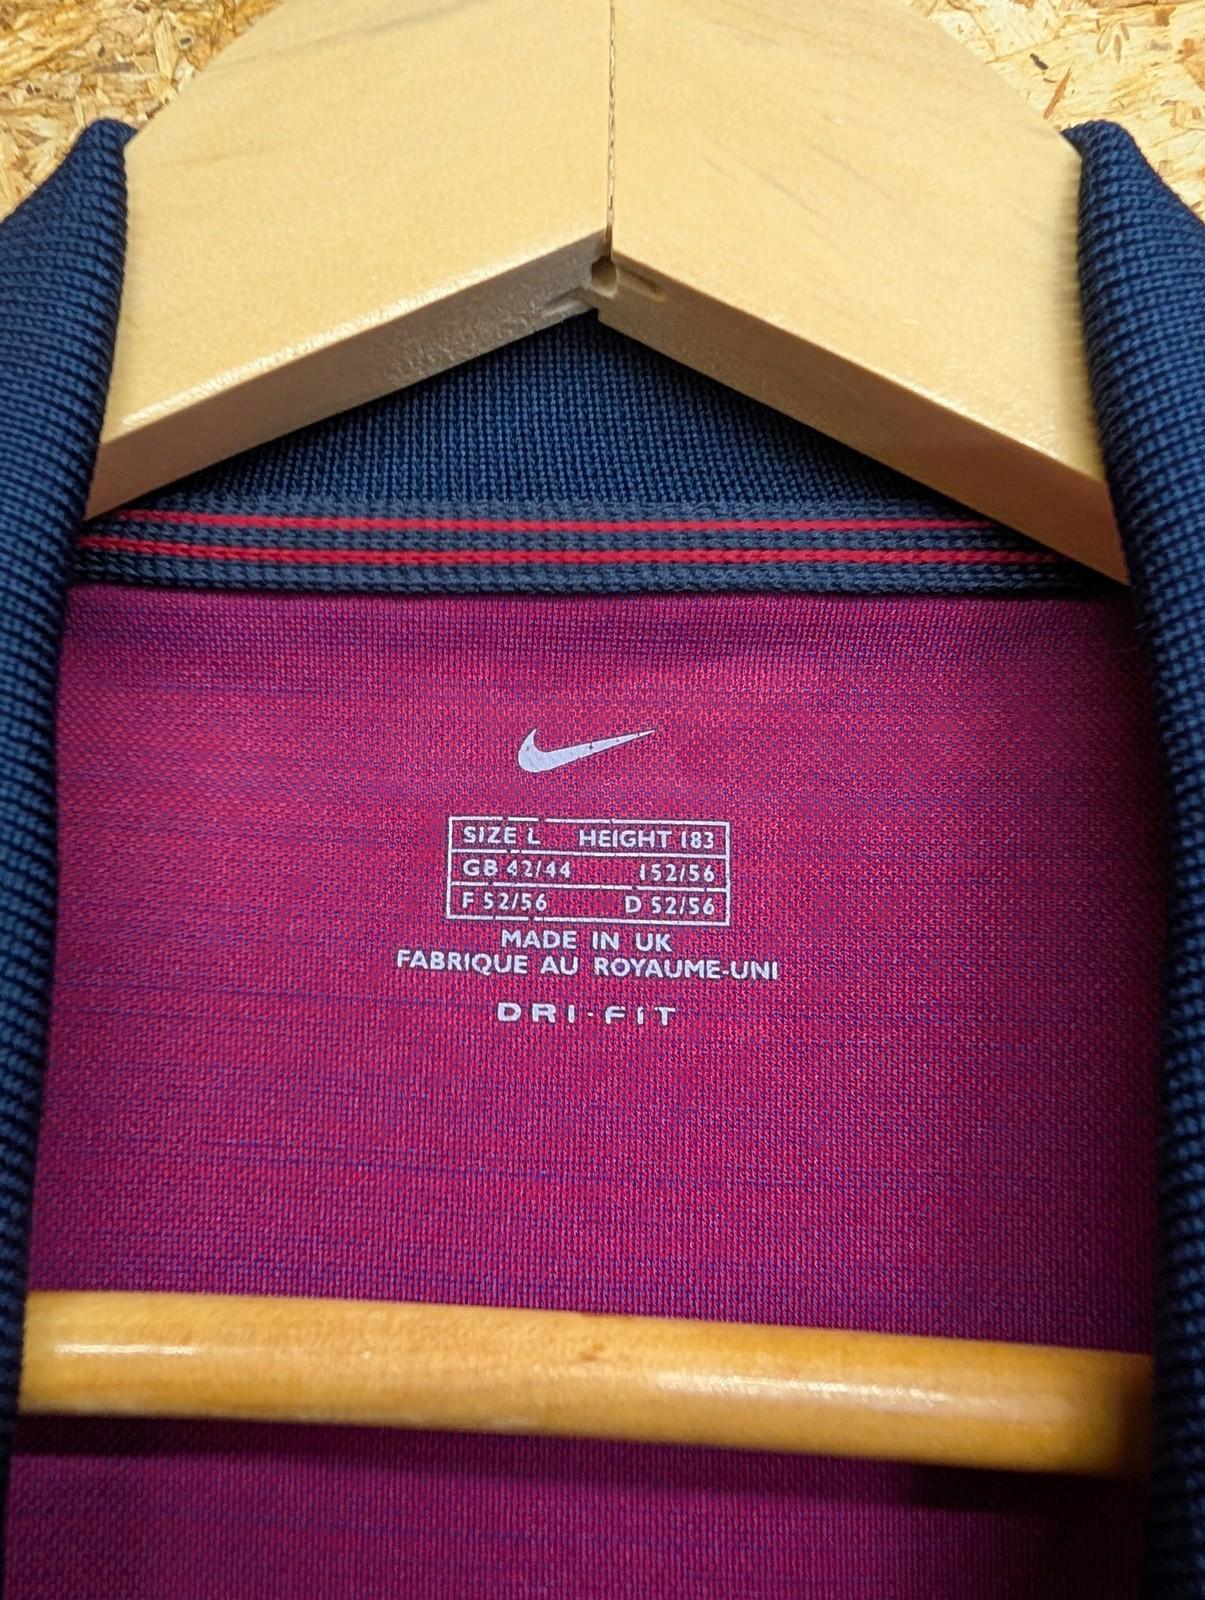 SIZE L HEIGHT 183
GB 42/44 I 52/56
F 52/56 D 52/56
MADE IN UK
FABRIQUE AU ROYAUME-UNI
DRI-FIT